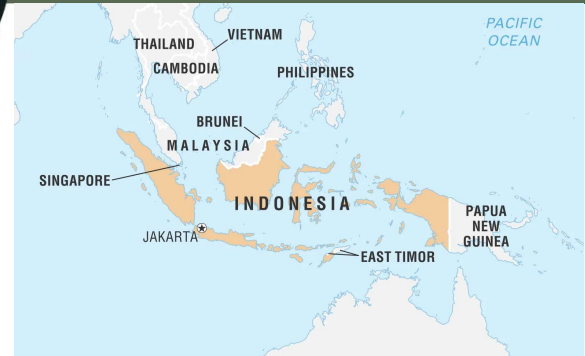 PACIFIC
OCEAN
VIETNAM
THAILAND
CAMBODIA
PHILIPPINES
BRUNEI
MALAYSIA
SINGAPORE
INDONESIA
PAPUA
NEW
GUINEA
JAKARTA
EAST TIMOR